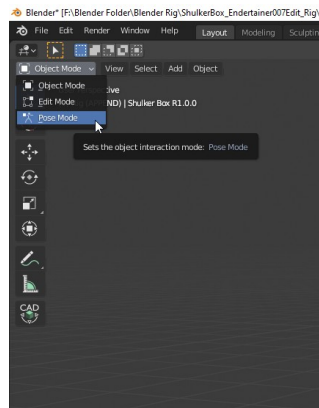 Blender* [F:\Blender Folder\Blender Rig\ShulkerBox_Endertainer007Edit_Rig\
File Edit Render Window Help Layout Modeling Sculptin
Object Mode View Select Add Object
Object Mode
ive
Edit Mode
ND) | Shulker Box R1.0.0
Pose Mode
Sets the object interaction mode: Pose Mode
CAD